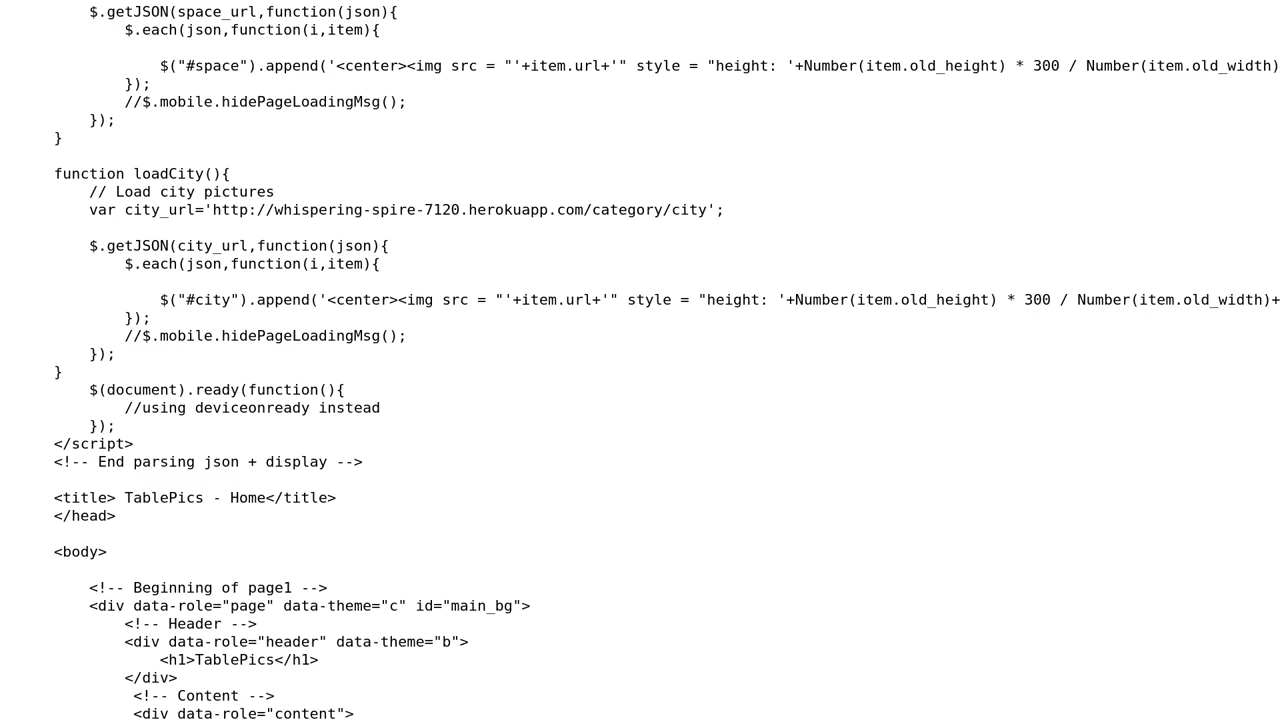 $.getJSON(space_url,function(json){
        $.each(json,function(i,item){

            $("#space").append('<center><img src = "'+item.url+'" style = "height: '+Number(item.old_height) * 300 / Number(item.old_width)
        });
        //$.mobile.hidePageLoadingMsg();
    });
}

function loadCity(){
    // Load city pictures
    var city_url='http://whispering-spire-7120.herokuapp.com/category/city';

    $.getJSON(city_url,function(json){
        $.each(json,function(i,item){

            $("#city").append('<center><img src = "'+item.url+'" style = "height: '+Number(item.old_height) * 300 / Number(item.old_width)+
        });
        //$.mobile.hidePageLoadingMsg();
    });
}
    $(document).ready(function(){
        //using deviceonready instead
    });
</script>
<!-- End parsing json + display -->

<title> TablePics - Home</title>
</head>

<body>

    <!-- Beginning of page1 -->
    <div data-role="page" data-theme="c" id="main_bg">
        <!-- Header -->
        <div data-role="header" data-theme="b">
            <h1>TablePics</h1>
        </div>
         <!-- Content -->
         <div data-role="content">